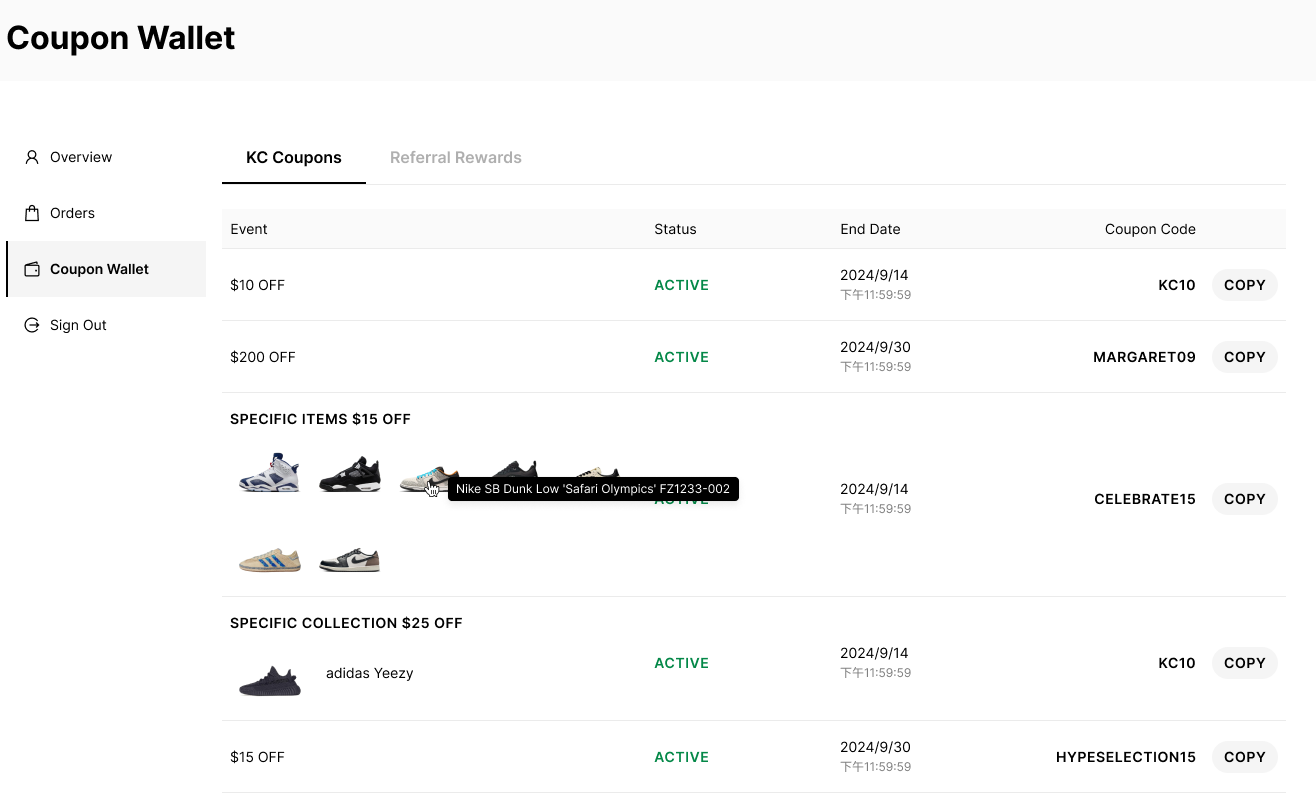 Coupon Wallet
Overview
Orders
Coupon Wallet
Sign Out
KC Coupons
Referral Rewards
Event
Status
End Date
Coupon Code
$10 OFF
ACTIVE
2024/9/14
下午11:59:59
KC10
COPY
$200 OFF
ACTIVE
2024/9/30
下午11:59:59
MARGARET09
COPY
SPECIFIC ITEMS $15 OFF
Nike SB Dunk Low 'Safari Olympics' FZ1233-002
ACTIVE
2024/9/14
下午11:59:59
CELEBRATE15
COPY
SPECIFIC COLLECTION $25 OFF
adidas Yeezy
ACTIVE
2024/9/14
下午11:59:59
KC10
COPY
$15 OFF
ACTIVE
2024/9/30
下午11:59:59
HYPESELECTION15
COPY